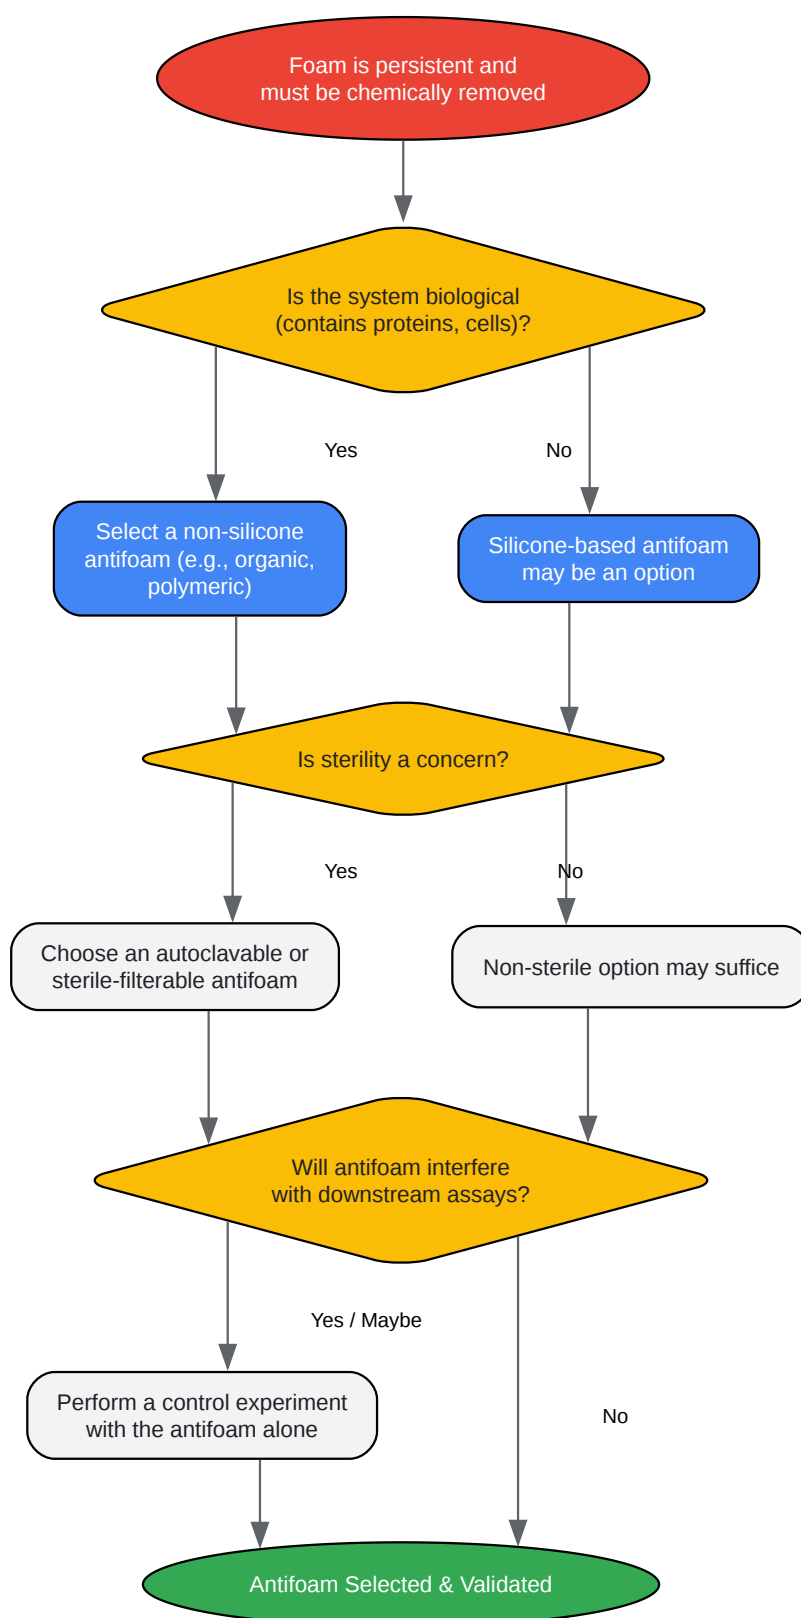 Foam is persistent and
must be chemically removed
Is the system biological
(contains proteins, cells)?
Yes
No
Select a non-silicone
antifoam (e.g., organic,
polymeric)
Silicone-based antifoam
may be an option
Is sterility a concern?
Yes
No
Choose an autoclavable or
sterile-filterable antifoam
Non-sterile option may suffice
Will antifoam interfere
with downstream assays?
Yes / Maybe
Perform a control experiment
with the antifoam alone
No
Antifoam Selected & Validated